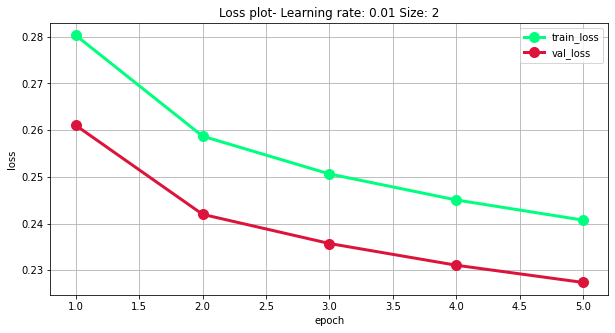 Loss plot- Learning rate: 0.01 Size: 2
train_loss
val_loss
0.28
0.27
0.26
0.25
0.24
0.23
loss
1.0 1.5 2.0 2.5 3.0 3.5 4.0 4.5 5.0
epoch